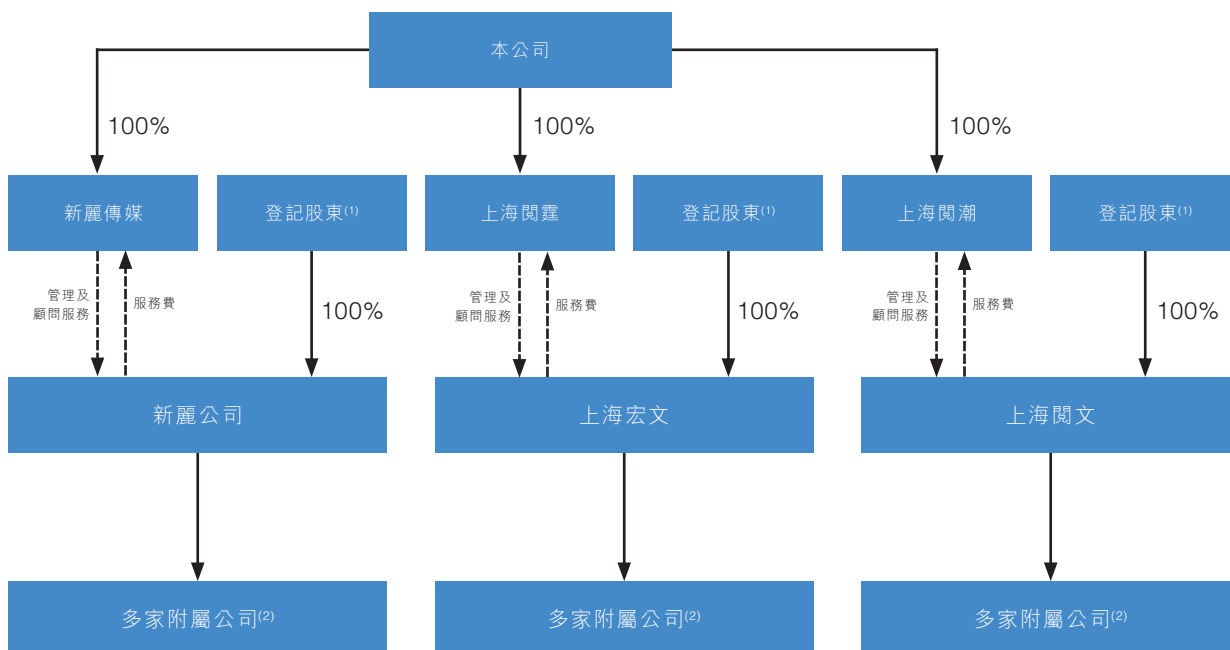 本公司
100%
100%
100%
新麗傳媒
登記股東(1)
上海閱霆
登記股東(1)
上海閱潮
登記股東(1)
管理及
顧問服務
服務費
100%
管理及
顧問服務
服務費
100%
管理及
顧問服務
服務費
100%
新麗公司
上海宏文
上海閱文
多家附屬公司(2)
多家附屬公司(2)
多家附屬公司(2)